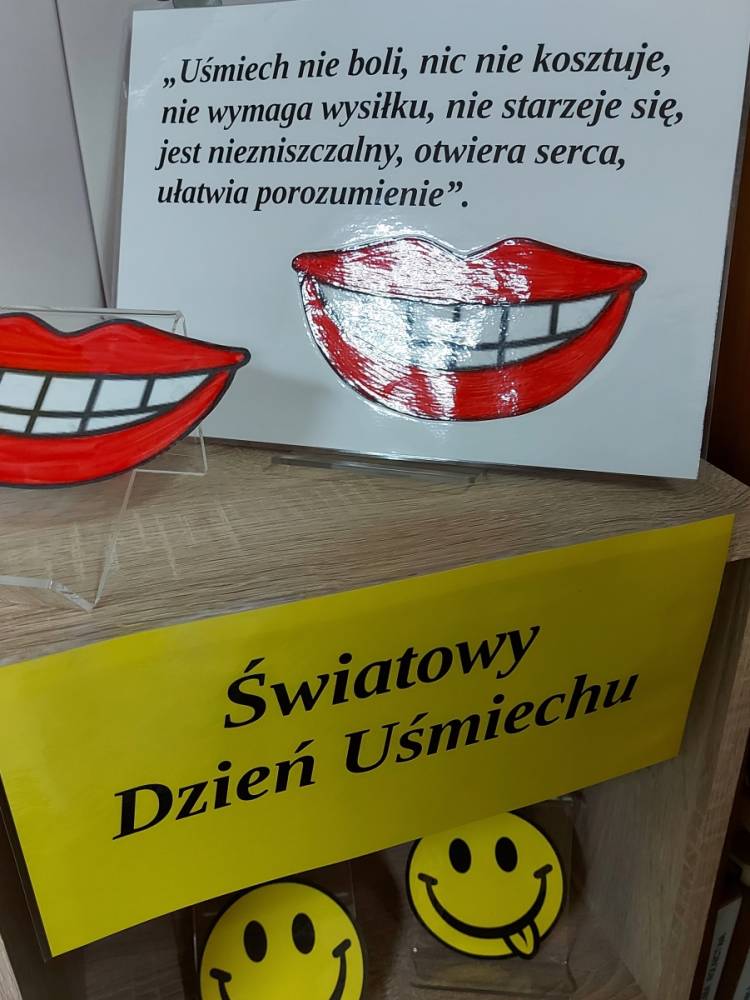 „Uśmiech nie boli, nic nie kosztuje,
nie wymaga wysiłku, nie starzeje się,
jest niezniszczalny, otwiera serca,
ułatwia porozumienie”.
Światowy
Dzień Uśmiechu